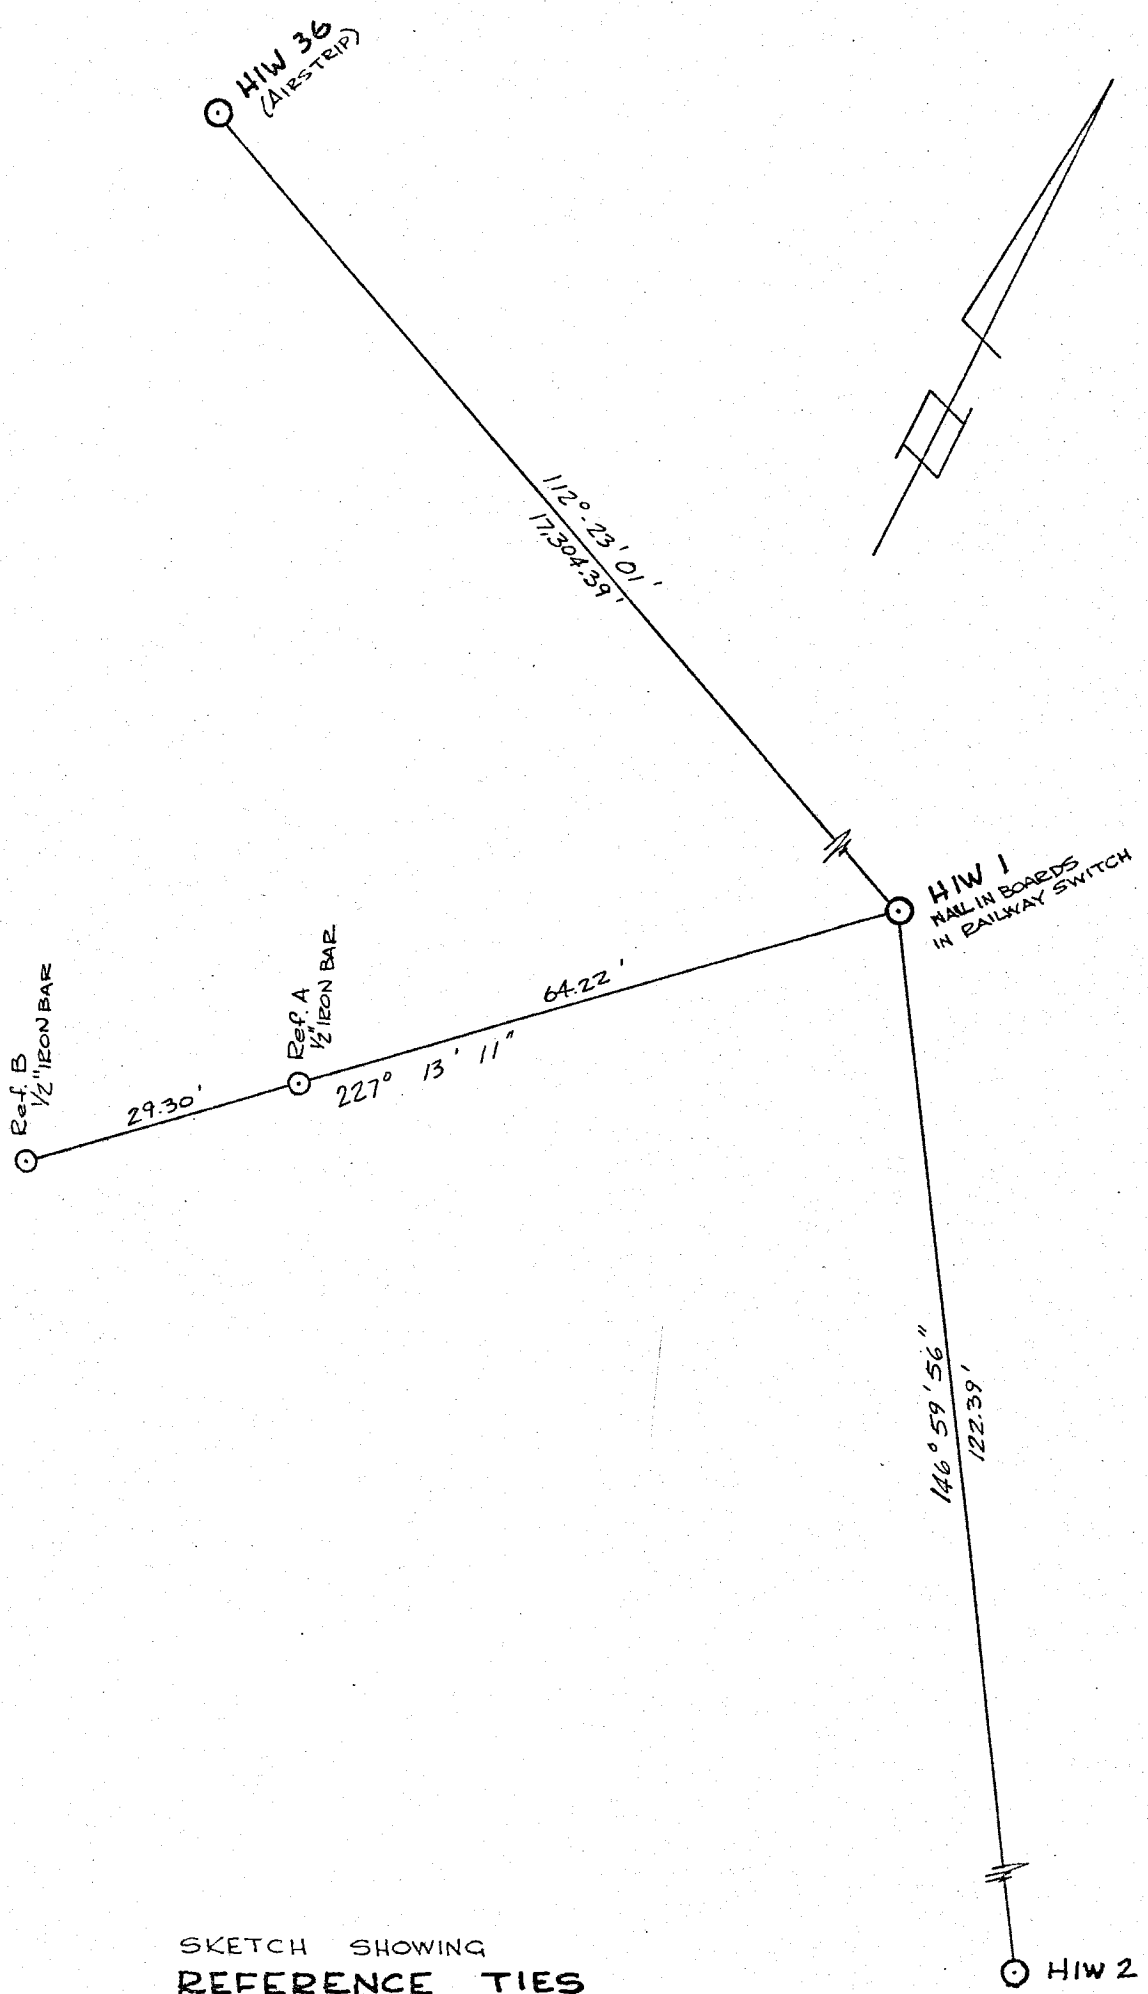 HIW 36
(AIRSTRIP)
112°-23' 01'
17,304.39'
HIW 1
NAIL IN BOARDS
IN RAILWAY SWITCH
64.22'
Ref. A
1/2" IRON BAR
227° 13' 11"
Ref. B
1/2" IRON BAR
29.30'
146° 59' 56"
122.39'
HIW 2
SKETCH SHOWING
REFERENCE TIES